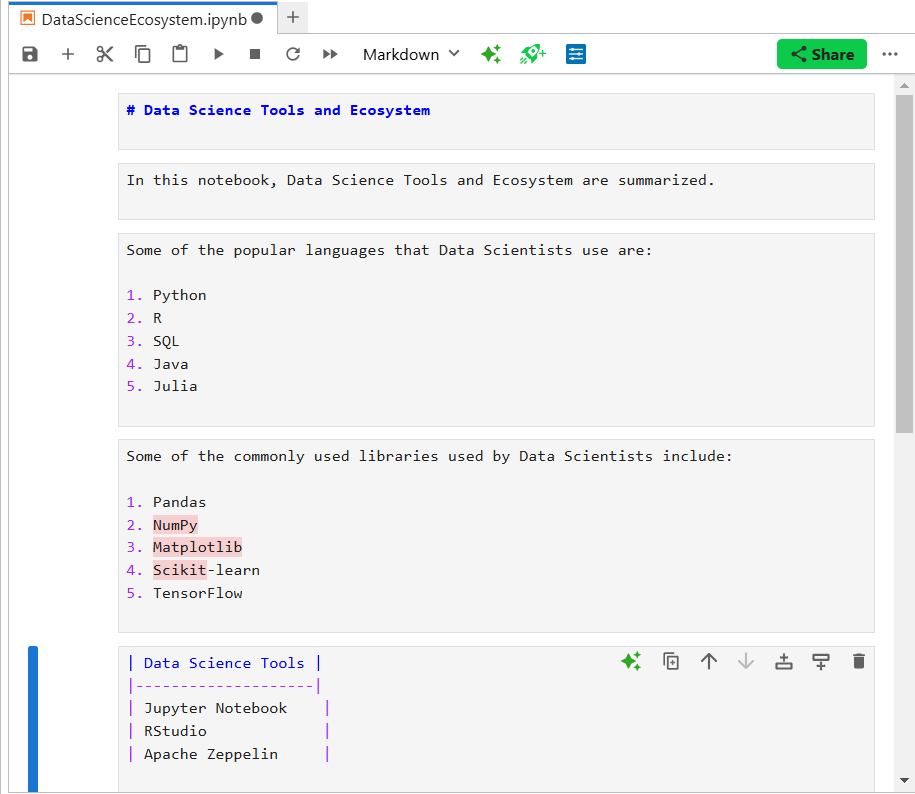 DataScienceEcosystem.ipynb
Markdown
Share
# Data Science Tools and Ecosystem
In this notebook, Data Science Tools and Ecosystem are summarized.
Some of the popular languages that Data Scientists use are:
1. Python
2. R
3. SQL
4. Java
5. Julia
Some of the commonly used libraries used by Data Scientists include:
1. Pandas
2. NumPy
3. Matplotlib
4. Scikit-learn
5. TensorFlow
| Data Science Tools |
|--------------------|
| Jupyter Notebook    |
| RStudio             |
| Apache Zeppelin     |